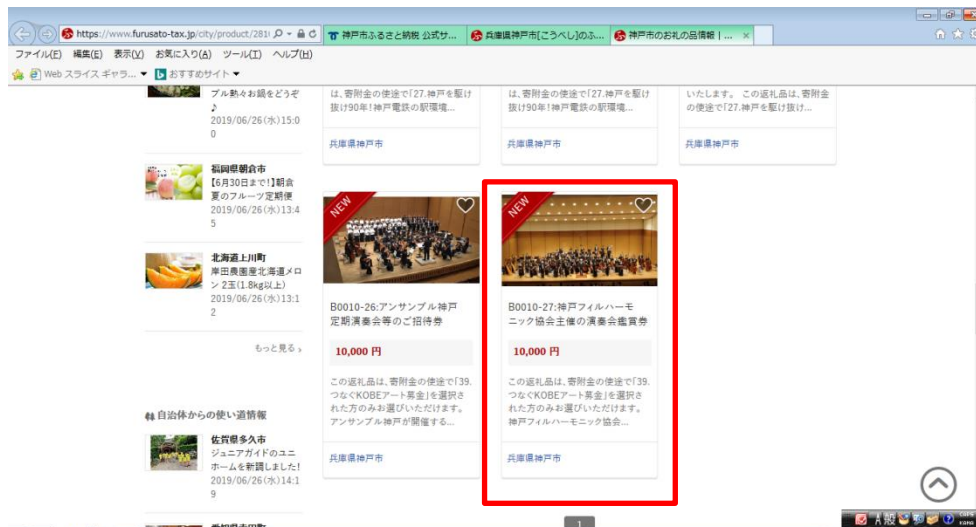 https://www.furusato-tax.jp/city/product/281
神戸市ふるさと納税 公式サ...
兵庫県神戸市[こうべし]のふ...
神戸市のお礼の品情報 | ...
ファイル(F) 編集(E) 表示(V) お気に入り(A) ツール(T) ヘルプ(H)
Web スライス ギャラ... ▼ おすすめサイト ▼
プル熱々お鍋をどうぞ
♪
2019/06/26(水)15:0
0
は、寄附金の使途で「27.神戸を駆け
抜け90年!神戸電鉄の駅環境...
兵庫県神戸市
は、寄附金の使途で「27.神戸を駆け
抜け90年!神戸電鉄の駅環境...
兵庫県神戸市
いたします。 この返礼品は、寄附金
の使途で「27.神戸を駆け抜け...
兵庫県神戸市
福岡県朝倉市
【6月30日まで!】朝倉
夏のフルーツ定期便
2019/06/26(水)13:4
5
北海道上川町
岸田農園産北海道メロ
ン 2玉(1.8kg以上)
2019/06/26(水)13:1
2
もっと見る
自治体からの使い道情報
佐賀県多久市
ジュニアガイドのユニ
ホームを新調しました!
2019/06/26(水)14:1
9
NEW
B0010-26:アンサンブル神戸
定期演奏会等のご招待券
10,000 円
この返礼品は、寄附金の使途で「39.
つなぐKOBEアート募金」を選択さ
れた方のみお選びいただけます。
アンサンブル神戸が開催する...
兵庫県神戸市
NEW
B0010-27:神戸フィルハーモ
ニック協会主催の演奏会鑑賞券
10,000 円
この返礼品は、寄附金の使途で「39.
つなぐKOBEアート募金」を選択さ
れた方のみお選びいただけます。
神戸フィルハーモニック協会...
兵庫県神戸市
1
A 般